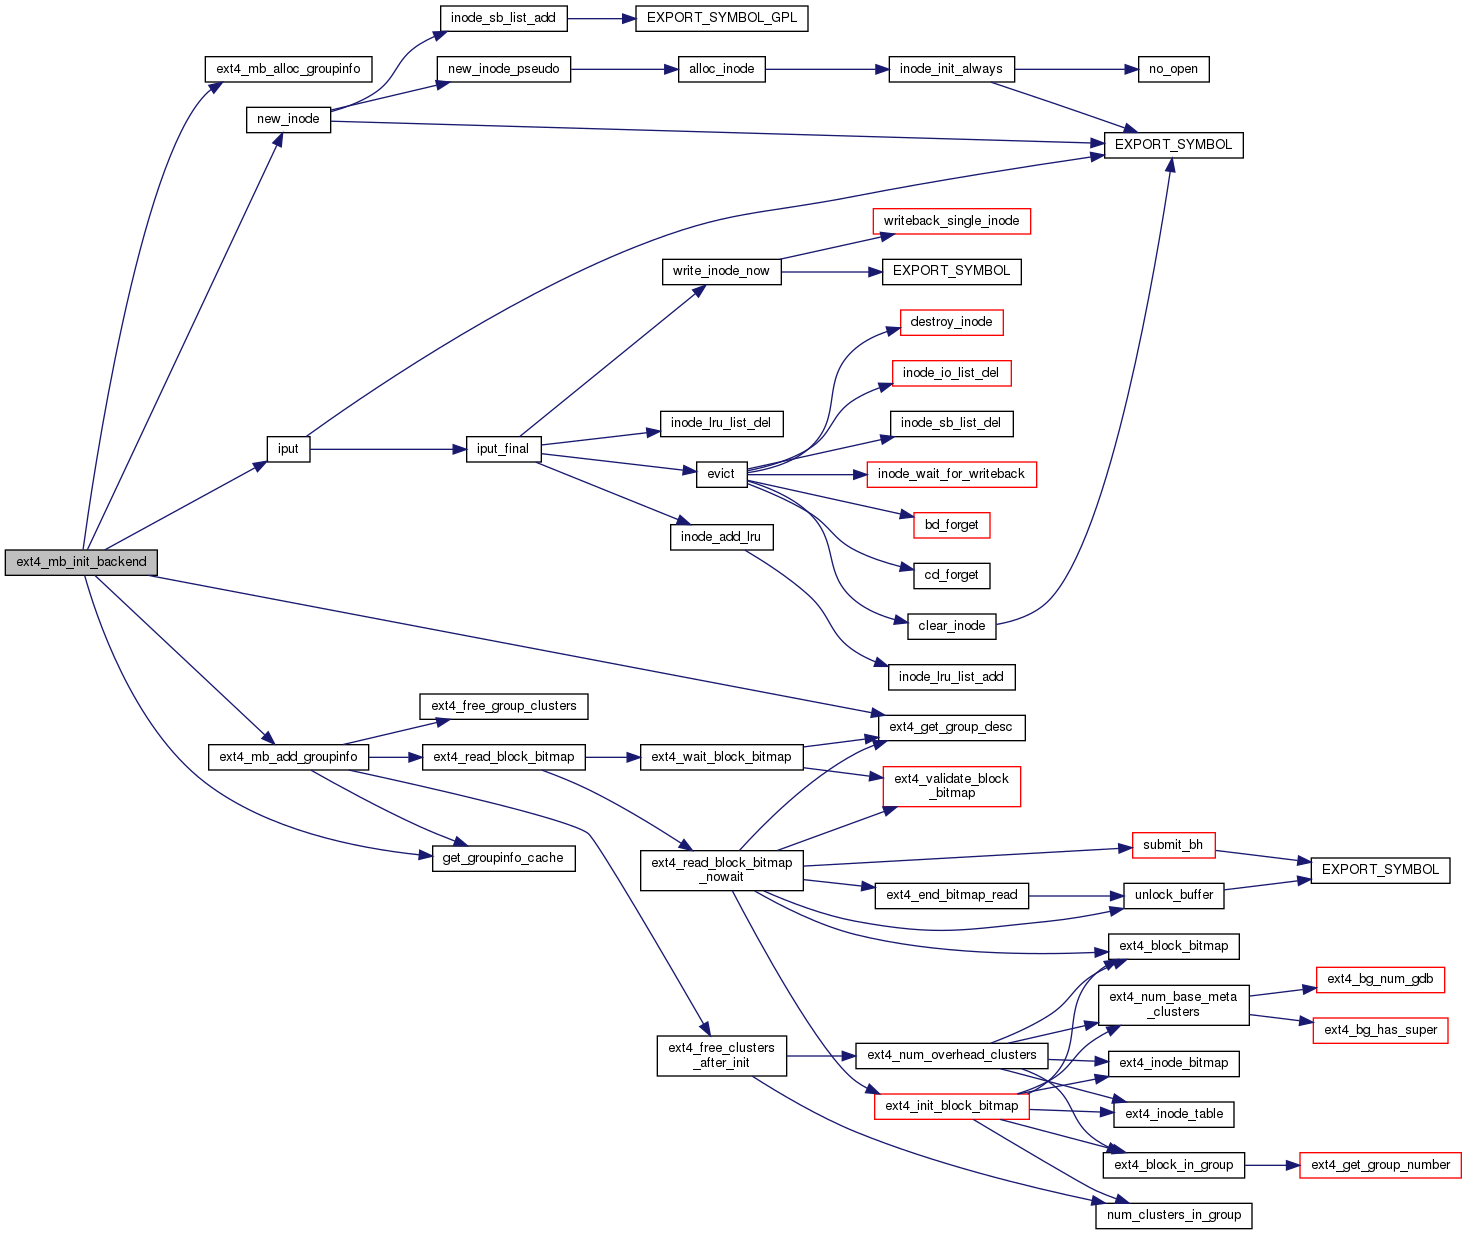 inode_sb_list_add
EXPORT_SYMBOL_GPL
ext4_mb_alloc_groupinfo
new_inode_pseudo
alloc_inode
inode_init_always
no_open
new_inode
EXPORT_SYMBOL
writeback_single_inode
write_inode_now
EXPORT_SYMBOL
destroy_inode
inode_io_list_del
inode_lru_list_del
inode_sb_list_del
iput
iput_final
evict
inode_wait_for_writeback
bd_forget
inode_add_lru
ext4_mb_init_backend
cd_forget
clear_inode
inode_lru_list_add
ext4_free_group_clusters
ext4_get_group_desc
ext4_mb_add_groupinfo
ext4_read_block_bitmap
ext4_wait_block_bitmap
ext4_validate_block
_bitmap
submit_bh
get_groupinfo_cache
ext4_read_block_bitmap
_nowait
EXPORT_SYMBOL
ext4_end_bitmap_read
unlock_buffer
ext4_block_bitmap
ext4_bg_num_gdb
ext4_num_base_meta
_clusters
ext4_bg_has_super
ext4_free_clusters
_after_init
ext4_num_overhead_clusters
ext4_inode_bitmap
ext4_init_block_bitmap
ext4_inode_table
ext4_block_in_group
ext4_get_group_number
num_clusters_in_group